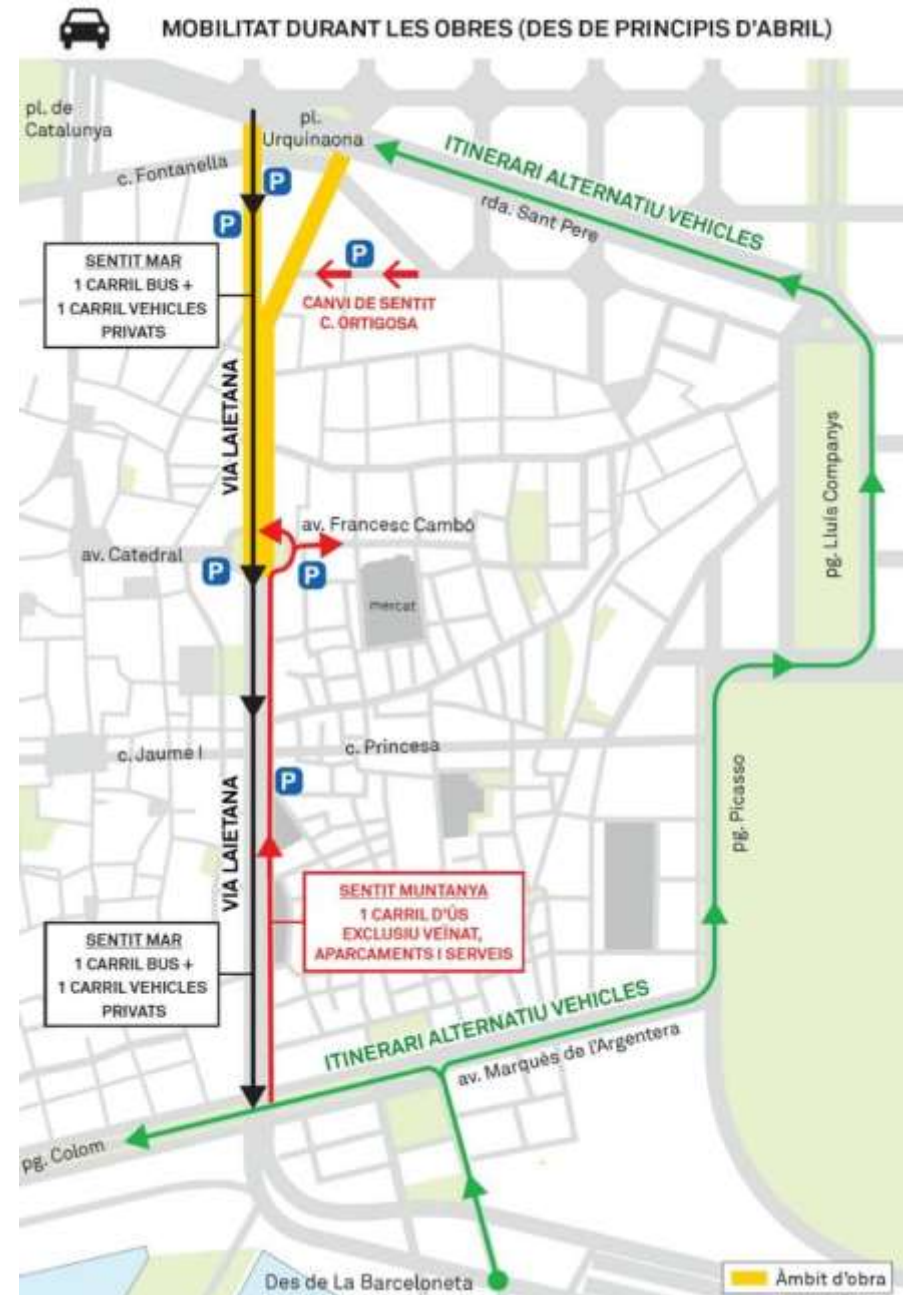 MOBILITAT DURANT LES OBRES (DES DE PRINCIPIS D'ABRIL)
pl. de
Catalunya
pl.
Urquinaona
c. Fontanella
ITINERARI ALTERNATIU VEHICLES
rda. Sant Pere
P
P
P
SENTIT MAR
1 CARRIL BUS +
1 CARRIL VEHICLES
PRIVATS
CANVI DE SENTIT
C. ORTIGOSA
VIA LAIETANA
pg. Lluís Companys
av. Francesc Cambó
av. Catedral
P
P
mercat
c. Jaume I
c. Princesa
P
pg. Picasso
VIA LAIETANA
SENTIT MUNTANYA
1 CARRIL D'ÚS
EXCLUSIU VEÏNAT,
APARCAMENTS I SERVEIS
SENTIT MAR
1 CARRIL BUS +
1 CARRIL VEHICLES
PRIVATS
ITINERARI ALTERNATIU VEHICLES
av. Marquès de l'Argentera
pg. Colom
Des de La Barceloneta
Àmbit d'obra